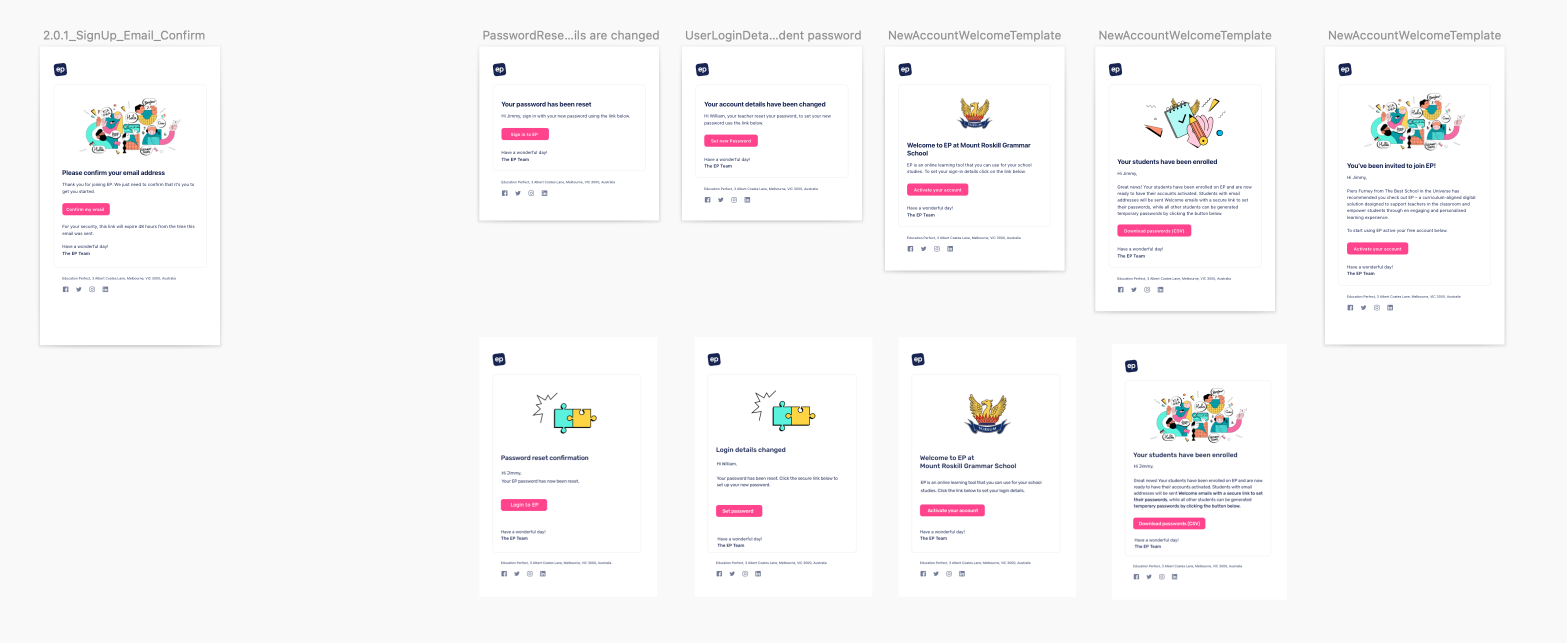 2.0.1_SignUp_Email_Confirm
ep
Please confirm your email address
Thank you for joining EP. We just need to confirm that it's you to
get you started.
Confirm my email
For your security, this link will expire 48 hours from the time this
email was sent.
Have a wonderful day!
The EP Team
Education Perfect, 3 Albert Coates Lane, Melbourne, VIC 3000, Australia
PasswordRese...ils are changed
ep
Your password has been reset
Hi Jimmy, sign in with your new password using the link below.
Sign in to EP
Have a wonderful day!
The EP Team
Education Perfect, 3 Albert Coates Lane, Melbourne, VIC 3000, Australia
UserLoginDeta...dent password
ep
Your account details have been changed
Hi William, your teacher reset your password, to set your new
password use the link below.
Set new Password
Have a wonderful day!
The EP Team
Education Perfect, 3 Albert Coates Lane, Melbourne, VIC 3000, Australia
NewAccountWelcomeTemplate
ep
Welcome to EP at Mount Roskill Grammar
School
EP is an online learning tool that you can use for your school
studies. To set your sign-in details click on the link below:
Activate your account
Have a wonderful day!
The EP Team
Education Perfect, 3 Albert Coates Lane, Melbourne, VIC 3000, Australia
NewAccountWelcomeTemplate
ep
Your students have been enrolled
Hi Jimmy,
Great news! Your students have been enrolled on EP and are now
ready to have their accounts activated. Students with email
addresses will be sent Welcome emails with a secure link to set
their passwords, while all other students can be generated
temporary passwords by clicking the button below.
Download passwords (CSV)
Have a wonderful day!
The EP Team
Education Perfect, 3 Albert Coates Lane, Melbourne, VIC 3000, Australia
NewAccountWelcomeTemplate
ep
You've been invited to join EP!
Hi Jimmy,
Piers Furney from The Best School in the Universe has
recommended you check out EP – a curriculum-aligned digital
solution designed to support teachers in the classroom and
empower students through an engaging and personalised
learning experience.
To start using EP active your free account below.
Activate your account
Have a wonderful day!
The EP Team
Education Perfect, 3 Albert Coates Lane, Melbourne, VIC 3000, Australia
ep
Password reset confirmation
Hi Jimmy,
Your EP password has now been reset.
Login to EP
Have a wonderful day!
The EP Team
Education Perfect, 3 Albert Coates Lane, Melbourne, VIC 3000, Australia
ep
Login details changed
Hi William,
Your password has been reset. Click the secure link below to
set up your new password.
Set password
Have a wonderful day!
The EP Team
Education Perfect, 3 Albert Coates Lane, Melbourne, VIC 3000, Australia
ep
Welcome to EP at
Mount Roskill Grammar School
EP is an online learning tool that you can use for your school
studies. Click the link below to set your login details.
Activate your account
Have a wonderful day!
The EP Team
Education Perfect, 3 Albert Coates Lane, Melbourne, VIC 3000, Australia
ep
Your students have been enrolled
Hi Jimmy,
Great news! Your students have been enrolled on EP and are now
ready to have their accounts activated. Students with email
addresses will be sent Welcome emails with a secure link to set
their passwords, while all other students can be generated
temporary passwords by clicking the button below.
Download passwords (CSV)
Have a wonderful day!
The EP Team
Education Perfect, 3 Albert Coates Lane, Melbourne, VIC 3000, Australia